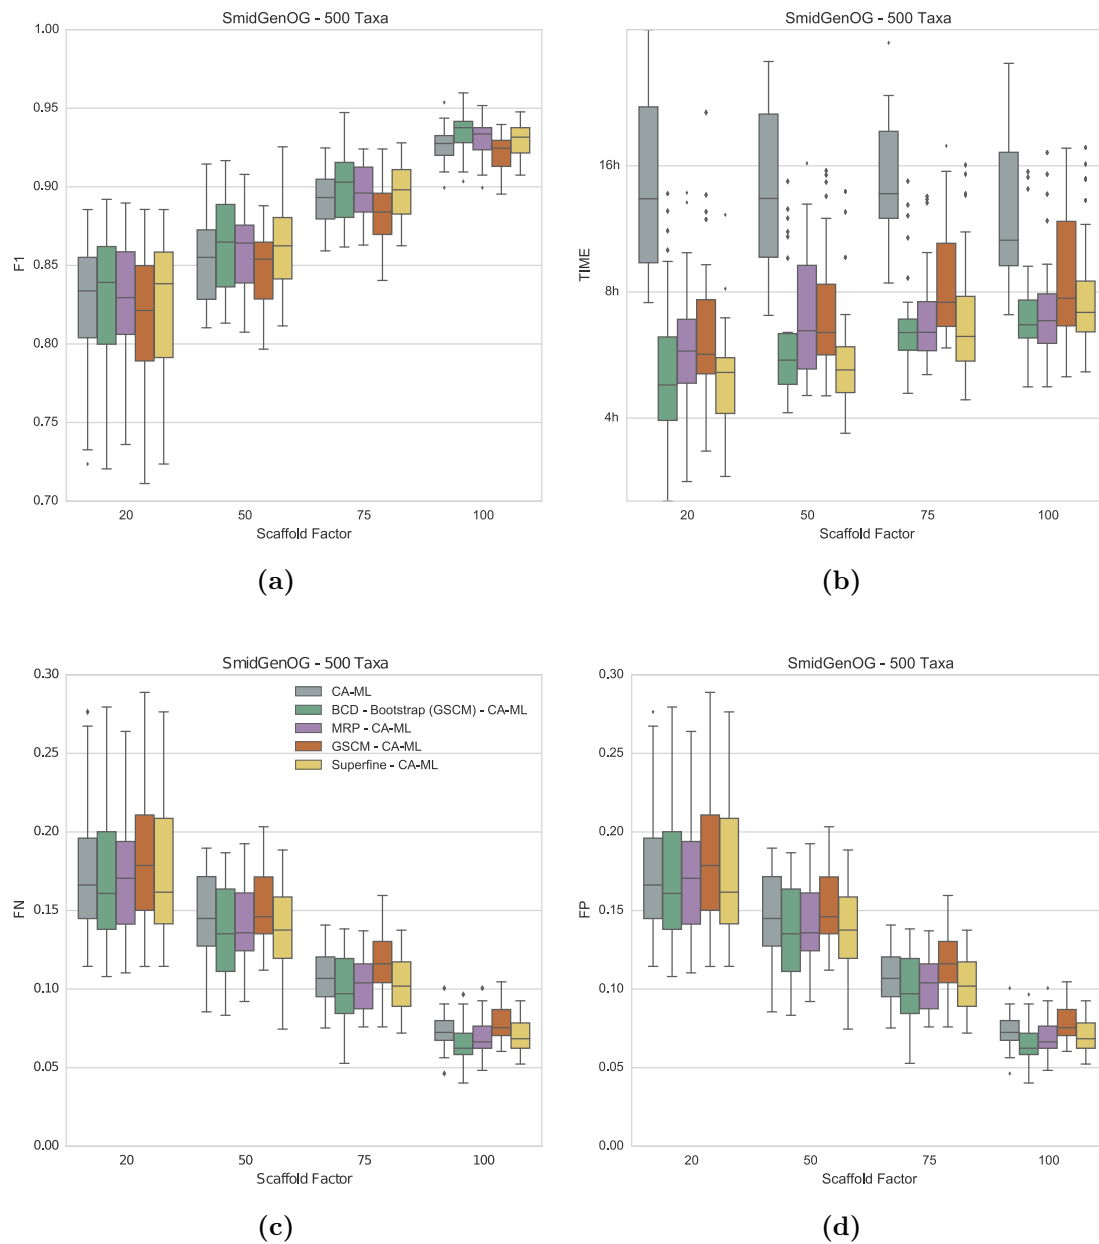 SmidGenOG - 500 Taxa
1.00
0.95
0.90
0.85
0.80
0.75
0.70
F1
20
50
75
100
Scaffold Factor
(a)
SmidGenOG - 500 Taxa
16h
8h
4h
TIME
20
50
75
100
Scaffold Factor
(b)
SmidGenOG - 500 Taxa
0.30
0.25
0.20
0.15
0.10
0.05
0.00
FN
CA-ML
BCD - Bootstrap (GSCM) - CA-ML
MRP - CA-ML
GSCM - CA-ML
Superfine - CA-ML
20
50
75
100
Scaffold Factor
(c)
SmidGenOG - 500 Taxa
0.30
0.25
0.20
0.15
0.10
0.05
0.00
FP
20
50
75
100
Scaffold Factor
(d)